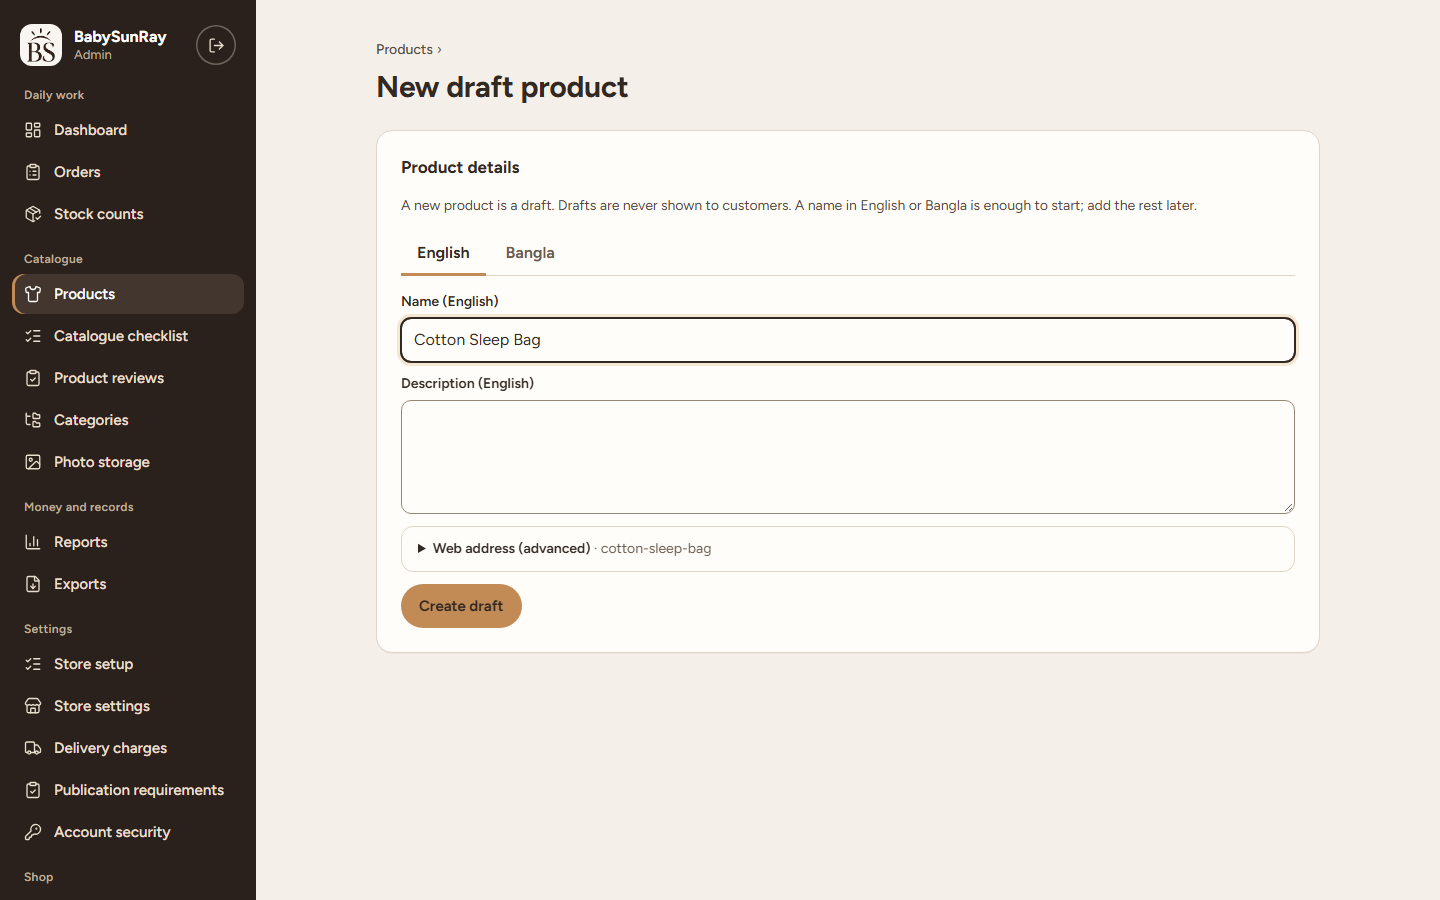 BS
BabySunRay
Admin
Daily work
Dashboard
Orders
Stock counts
Catalogue
Products
Catalogue checklist
Product reviews
Categories
Photo storage
Money and records
Reports
Exports
Settings
Store setup
Store settings
Delivery charges
Publication requirements
Account security
Shop
Products ›
New draft product
Product details
A new product is a draft. Drafts are never shown to customers. A name in English or Bangla is enough to start; add the rest later.
English Bangla
Name (English)
Cotton Sleep Bag
Description (English)
Web address (advanced) · cotton-sleep-bag
Create draft